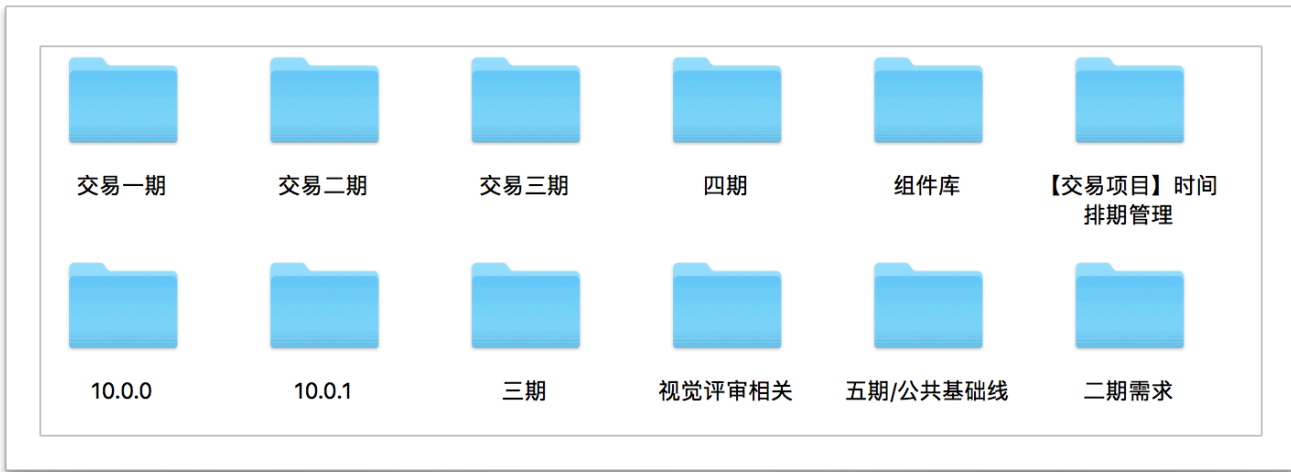 交易一期
交易二期
交易三期
四期
组件库
【交易项目】时间
排期管理
10.0.0
10.0.1
三期
视觉评审相关
五期/公共基础线
二期需求